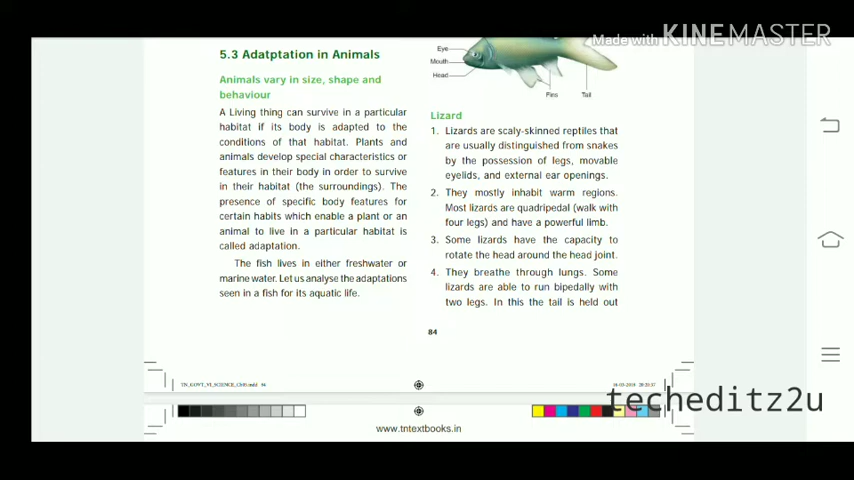 Made with KINEMASTER
5.3 Adatptation in Animals
Animals vary in size, shape and
behaviour
A Living thing can survive in a particular
habitat if its body is adapted to the
conditions of that habitat. Plants and
animals develop special characteristics or
features in their body in order to survive
in their habitat (the surroundings). The
presence of specific body features for
certain habits which enable a plant or an
animal to live in a particular habitat is
called adaptation.
The fish lives in either freshwater or
marine water. Let us analyse the adaptations
seen in a fish for its aquatic life.
Eye
Mouth
Head
Fins
Tail
Lizard
1. Lizards are scaly-skinned reptiles that
are usually distinguished from snakes
by the possession of legs, movable
eyelids, and external ear openings.
2. They mostly inhabit warm regions.
Most lizards are quadripedal (walk with
four legs) and have a powerful limb.
3. Some lizards have the capacity to
rotate the head around the head joint.
4. They breathe through lungs. Some
lizards are able to run bipedally with
two legs. In this the tail is held out
84
techeditz2u
www.tntextbooks.in